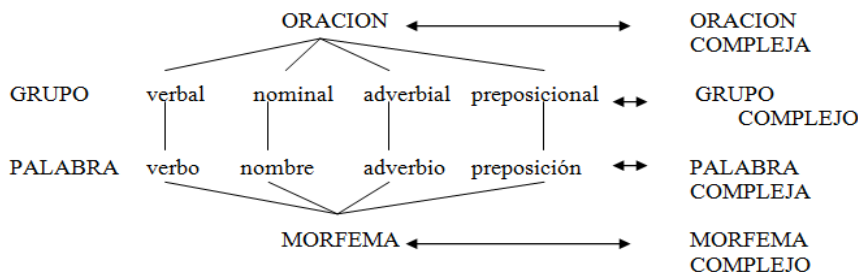 ORACION ORACION
COMPLEJA
GRUPO verbal nominal adverbial preposicional GRUPO
COMPLEJO
PALABRA verbo nombre adverbio preposición PALABRA
COMPLEJA
MORFEMA MORFEMA
COMPLEJO